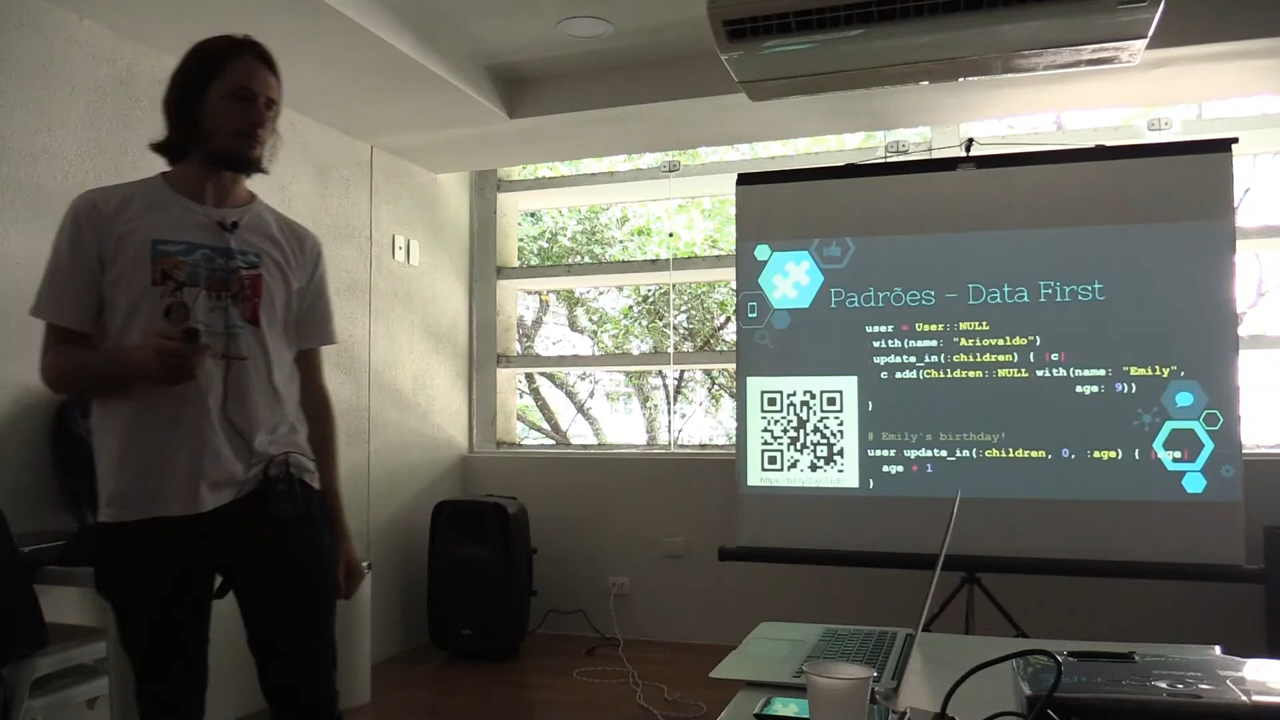 Padrões - Data First
user = User::NULL
with(name: "Ariovaldo")
update_in(:children) { |c|
c add(Children::NULL with(name: "Emily",
age: 9))
}
# Emily's birthday!
user update_in(:children, 0, :age) { |age|
age + 1
}